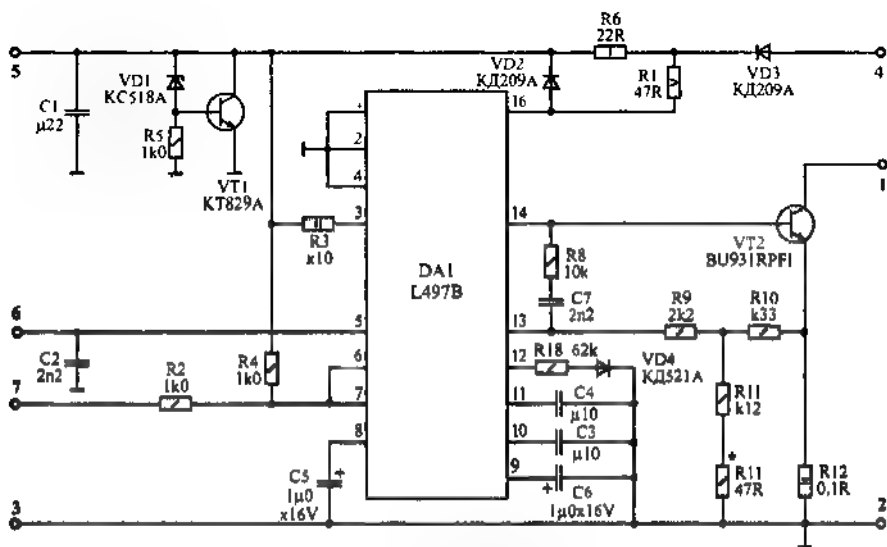 R6
22R
5
VD2
КД209А
4
VD1
КС518А
R1
47R
VD3
КД209А
C1
µ22
16
R5
1k0
2
4
1
VT1
КТ829А
3
14
R3
x10
R8
10k
VT2
BU931RPFI
DA1
L497B
C7
2n2
R9
2k2
R10
k33
6
5
13
C2
2n2
R2
1k0
R4
1k0
6
12
R18 62k
VD4
КД521А
7
7
11
C4
µ10
R11
k12
8
10
C3
µ10
9
C5
1µ0
x16V
+
+
C6
1µ0x16V
*
R11
47R
R12
0,1R
3
2